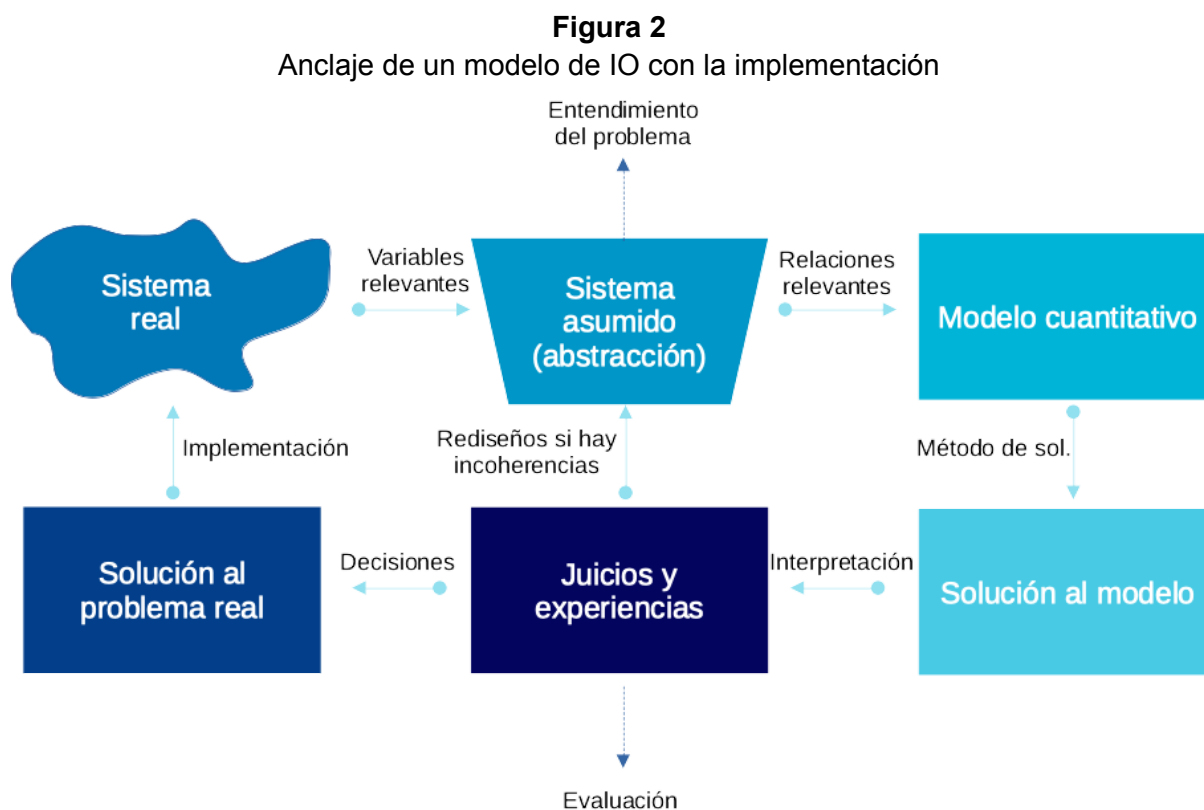 Figura 2
Anclaje de un modelo de IO con la implementación
Entendimiento
del problema
Sistema
real
Variables
relevantes
Sistema
asumido
(abstracción)
Relaciones
relevantes
Modelo cuantitativo
Implementación
Rediseños si hay
incoherencias
Método de sol.
Solución al
problema real
Decisiones
Juicios y
experiencias
Interpretación
Solución al modelo
Evaluación